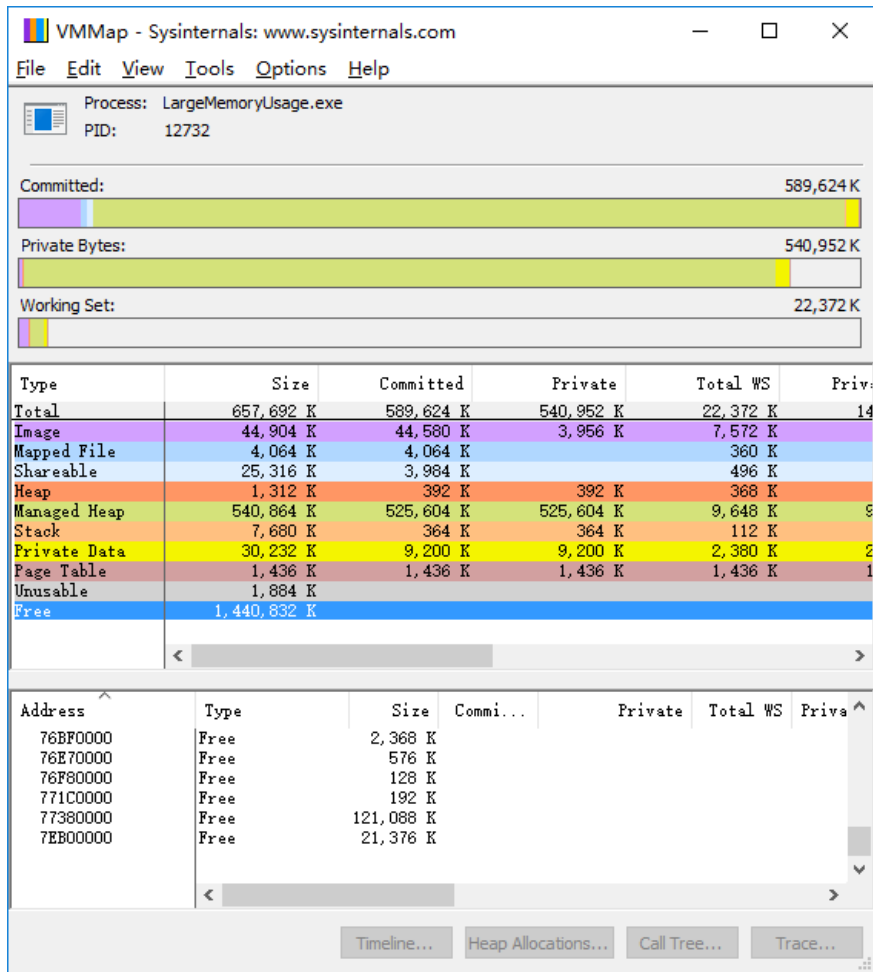 VMMap - Sysinternals: www.sysinternals.com
File Edit View Tools Options Help
Process: LargeMemoryUsage.exe
PID: 12732
Committed: 589,624 K
Private Bytes: 540,952 K
Working Set: 22,372 K
Type Size Committed Private Total WS Priv
Total 657,692 K 589,624 K 540,952 K 22,372 K 14
Image 44,904 K 44,580 K 3,956 K 7,572 K
Mapped File 4,064 K 4,064 K 360 K
Shareable 25,316 K 3,984 K 496 K
Heap 1,312 K 392 K 392 K 368 K
Managed Heap 540,864 K 525,604 K 525,604 K 9,648 K 9
Stack 7,680 K 364 K 364 K 112 K
Private Data 30,232 K 9,200 K 9,200 K 2,380 K 2
Page Table 1,436 K 1,436 K 1,436 K 1,436 K 1
Unusable 1,884 K
Free 1,440,832 K
Address Type Size Commi... Private Total WS Priva
76BF0000 Free 2,368 K
76E70000 Free 576 K
76F80000 Free 128 K
771C0000 Free 192 K
77380000 Free 121,088 K
7EB00000 Free 21,376 K
Timeline... Heap Allocations... Call Tree... Trace...